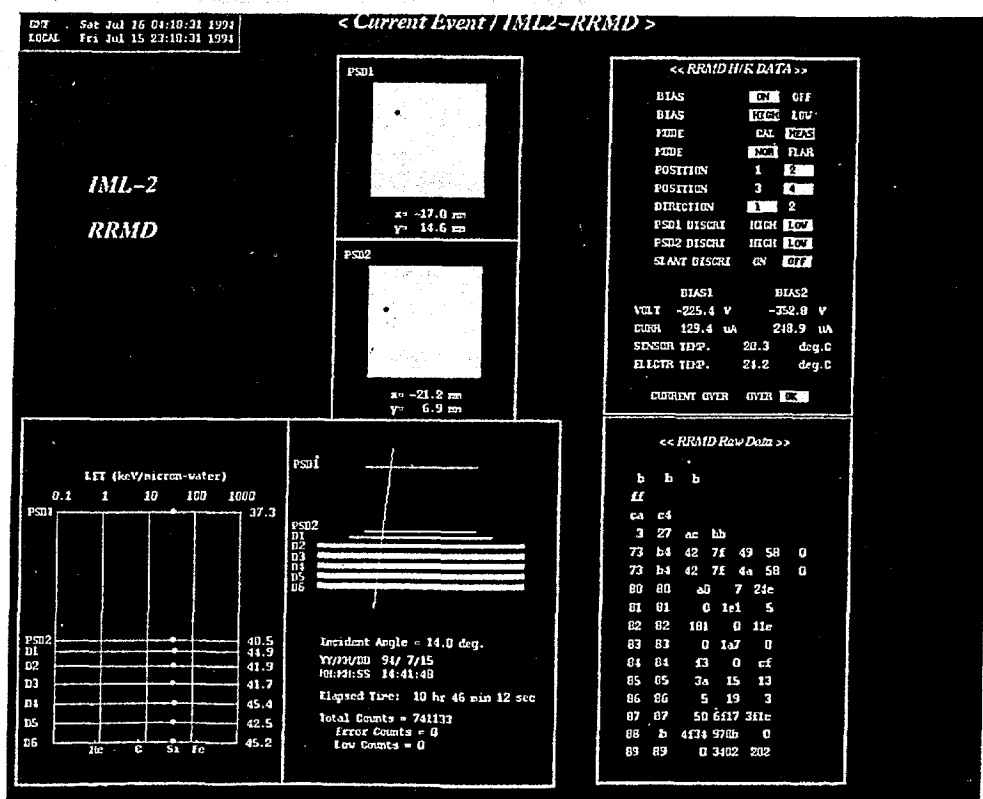 Sat Jul 16 04:10:31 1994
LOCAL Fri Jul 15 23:10:31 1994
< Current Event / IML2-RRMD >
IML-2
RRMD
PSD1
x= -17.0 mm
y= 14.6 mm
PSD2
x= -21.2 mm
y= 6.9 mm
<< RRMD H/K DATA >>
BIAS ON OFF
BIAS HIGH LOW
MODE CAL MEAS
MODE NOR FLAR
POSITION 1 2
POSITION 3 4
DIRECTION 1 2
PSD1 DISCRI HIGH LOW
PSD2 DISCRI HIGH LOW
SLANT DISCRI ON OFF
BIAS1 BIAS2
VOLT -225.4 V -352.8 V
CURR 129.4 uA 248.9 uA
SENSOR TEMP. 20.3 deg.C
ELECTR TEMP. 24.2 deg.C
CURRENT OVER OVER OK
LET (keV/micron-water)
0.1 1 10 100 1000
PSD1 37.3
PSD2 40.5
D1 44.9
D2 41.9
D3 41.7
D4 45.4
D5 42.5
D6 45.2
He C Si Fe
PSD1
PSD2
D1
D2
D3
D4
D5
D6
Incident Angle = 14.0 deg.
YY/MM/DD 94/ 7/15
HH:MM:SS 14:41:48
Elapsed Time: 10 hr 46 min 12 sec
Total Counts = 741133
Error Counts = 0
Low Counts = 0
<< RRMD Raw Data >>
b b b
ff
ca c4
3 27 ac bb
73 b4 42 7f 49 58 0
73 b4 42 7f 4a 58 0
80 80 a0 7 24c
81 81 0 1e1 5
82 82 181 0 11e
83 83 0 1a7 0
84 84 f3 0 cf
85 85 3a 15 13
86 86 5 19 3
87 87 50 6f17 3f1c
88 b 4f34 970b 0
89 89 0 3402 202